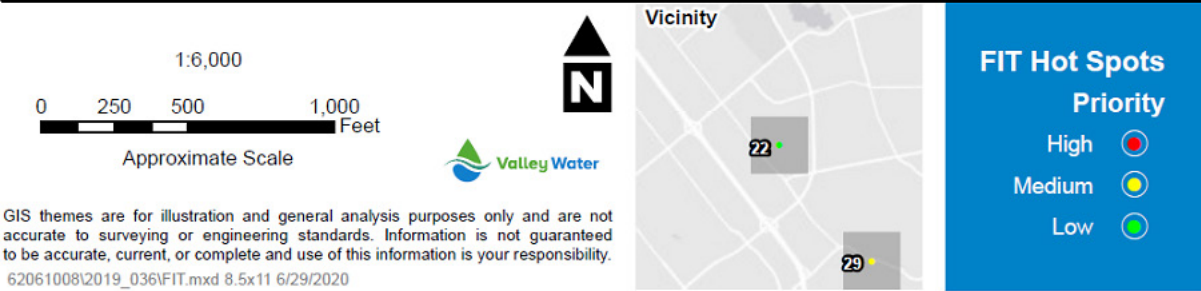 1:6,000
0 250 500 1,000
Feet
Approximate Scale
N
Valley Water
GIS themes are for illustration and general analysis purposes only and are not
accurate to surveying or engineering standards. Information is not guaranteed
to be accurate, current, or complete and use of this information is your responsibility.
62061008\2019_036\FIT.mxd 8.5x11 6/29/2020
Vicinity
22
29
FIT Hot Spots
Priority
High
Medium
Low